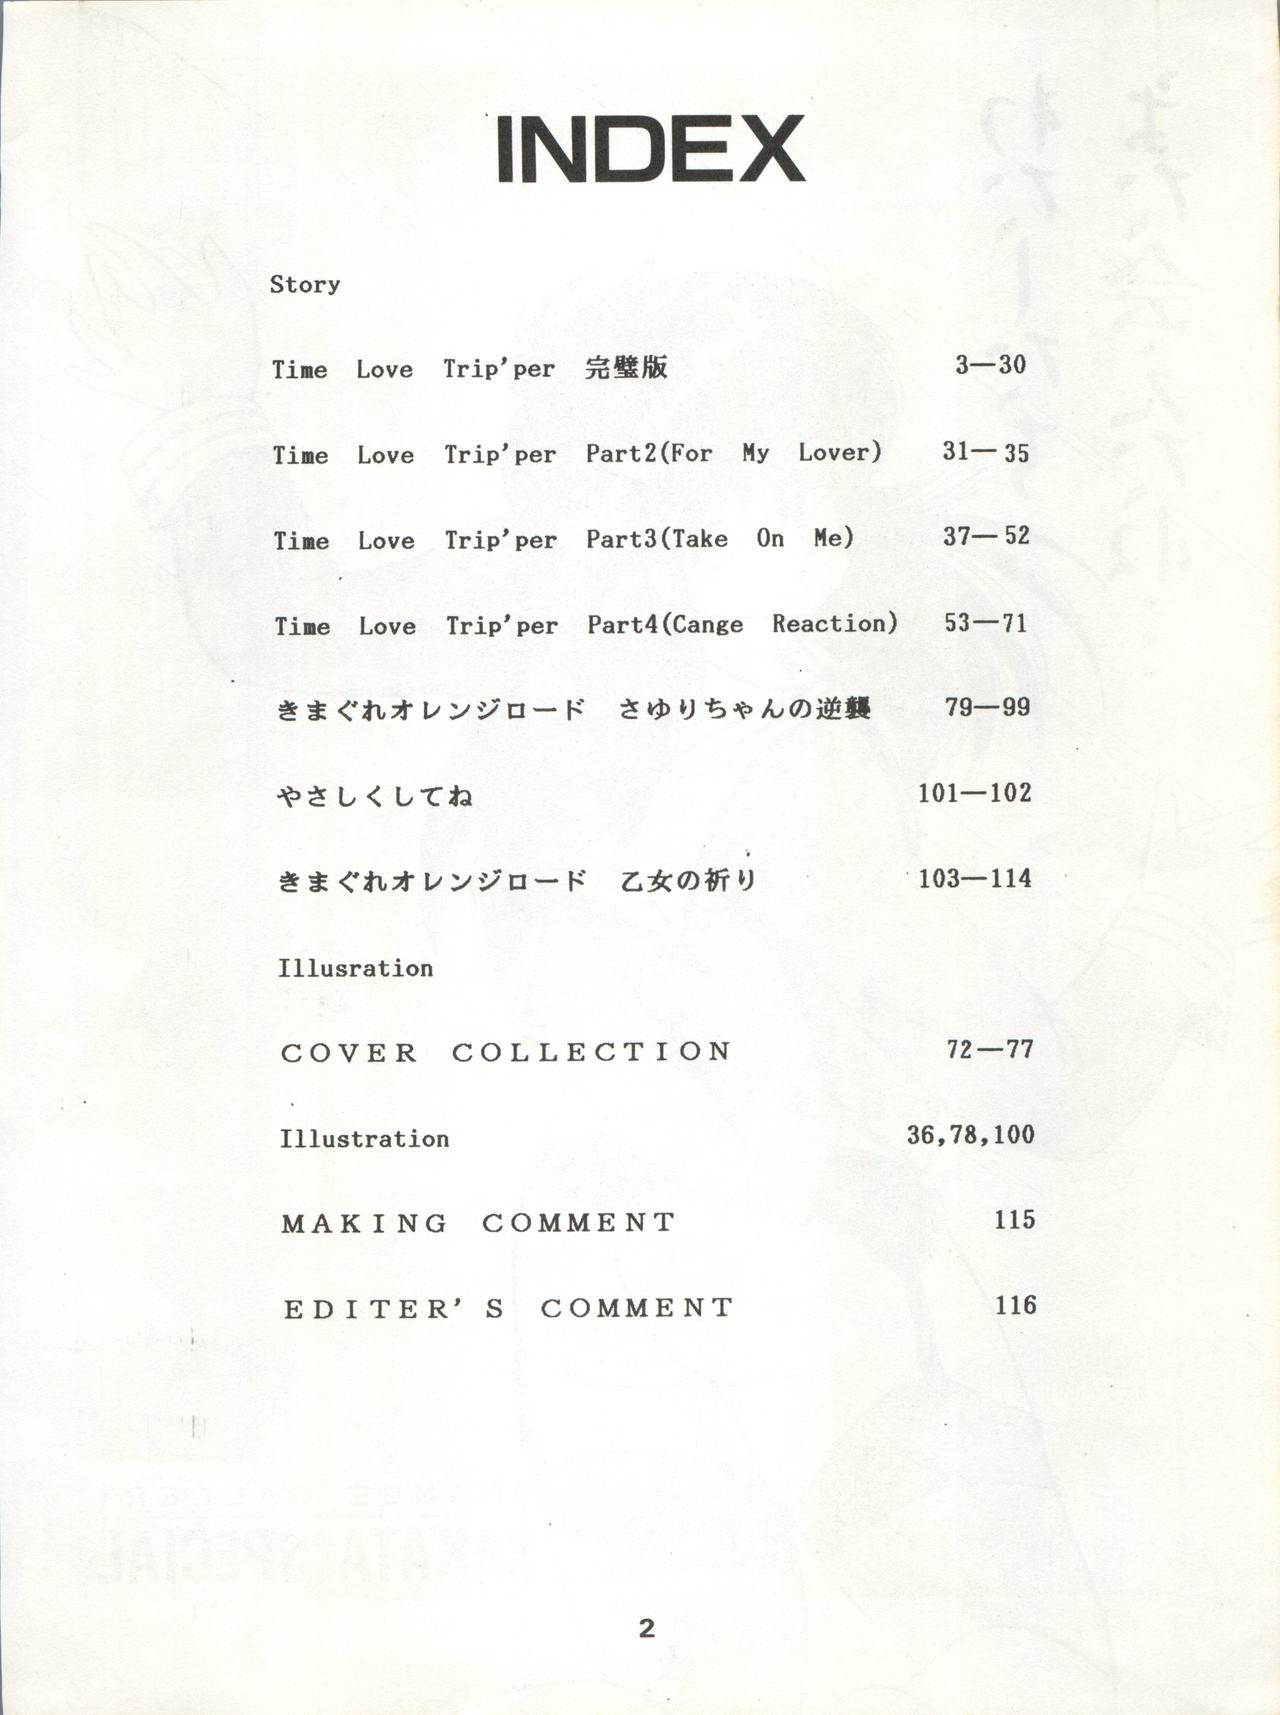 INDEX
Story
Time Love Trip'per 完璧版 3—30
Time Love Trip'per Part2(For My Lover) 31—35
Time Love Trip'per Part3(Take On Me) 37—52
Time Love Trip'per Part4(Cange Reaction) 53—71
きまぐれオレンジロード さゆりちゃんの逆襲 79—99
やさしくしてね 101—102
きまぐれオレンジロード 乙女の祈り 103—114
Illusration
COVER COLLECTION 72—77
Illustration 36,78,100
MAKING COMMENT 115
EDITER'S COMMENT 116
SAKATA SPECIAL
2